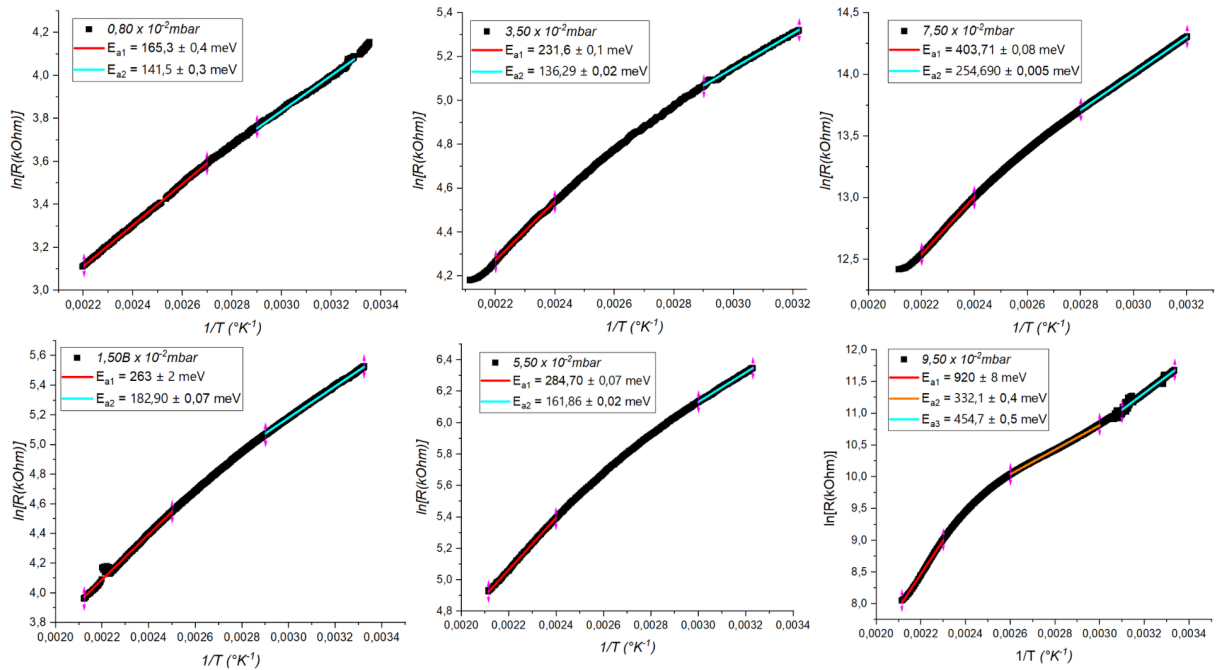 0,80 x 10⁻²mbar
Eₐ₁ = 165,3 ± 0,4 meV
Eₐ₂ = 141,5 ± 0,3 meV
4,2
4,0
3,8
3,6
3,4
3,2
3,0
ln[R(kOhm)]
0,0022 0,0024 0,0026 0,0028 0,0030 0,0032 0,0034
1/T (°K⁻¹)
3,50 x 10⁻²mbar
Eₐ₁ = 231,6 ± 0,1 meV
Eₐ₂ = 136,29 ± 0,02 meV
5,4
5,2
5,0
4,8
4,6
4,4
4,2
ln[R(kOhm)]
0,0022 0,0024 0,0026 0,0028 0,0030 0,0032
1/T (°K⁻¹)
7,50 x 10⁻²mbar
Eₐ₁ = 403,71 ± 0,08 meV
Eₐ₂ = 254,690 ± 0,005 meV
14,5
14,0
13,5
13,0
12,5
ln[R(kOhm)]
0,0020 0,0022 0,0024 0,0026 0,0028 0,0030 0,0032
1/T (°K⁻¹)
1,50B x 10⁻²mbar
Eₐ₁ = 263 ± 2 meV
Eₐ₂ = 182,90 ± 0,07 meV
5,6
5,4
5,2
5,0
4,8
4,6
4,4
4,2
4,0
3,8
ln[R(kOhm)]
0,0020 0,0022 0,0024 0,0026 0,0028 0,0030 0,0032 0,0034
1/T (°K⁻¹)
5,50 x 10⁻²mbar
Eₐ₁ = 284,70 ± 0,07 meV
Eₐ₂ = 161,86 ± 0,02 meV
6,4
6,2
6,0
5,8
5,6
5,4
5,2
5,0
4,8
ln[R(kOhm)]
0,0020 0,0022 0,0024 0,0026 0,0028 0,0030 0,0032 0,0034
1/T (°K⁻¹)
9,50 x 10⁻²mbar
Eₐ₁ = 920 ± 8 meV
Eₐ₂ = 332,1 ± 0,4 meV
Eₐ₃ = 454,7 ± 0,5 meV
12,0
11,5
11,0
10,5
10,0
9,5
9,0
8,5
8,0
ln[R(kOhm)]
0,0020 0,0022 0,0024 0,0026 0,0028 0,0030 0,0032 0,0034
1/T (°K⁻¹)